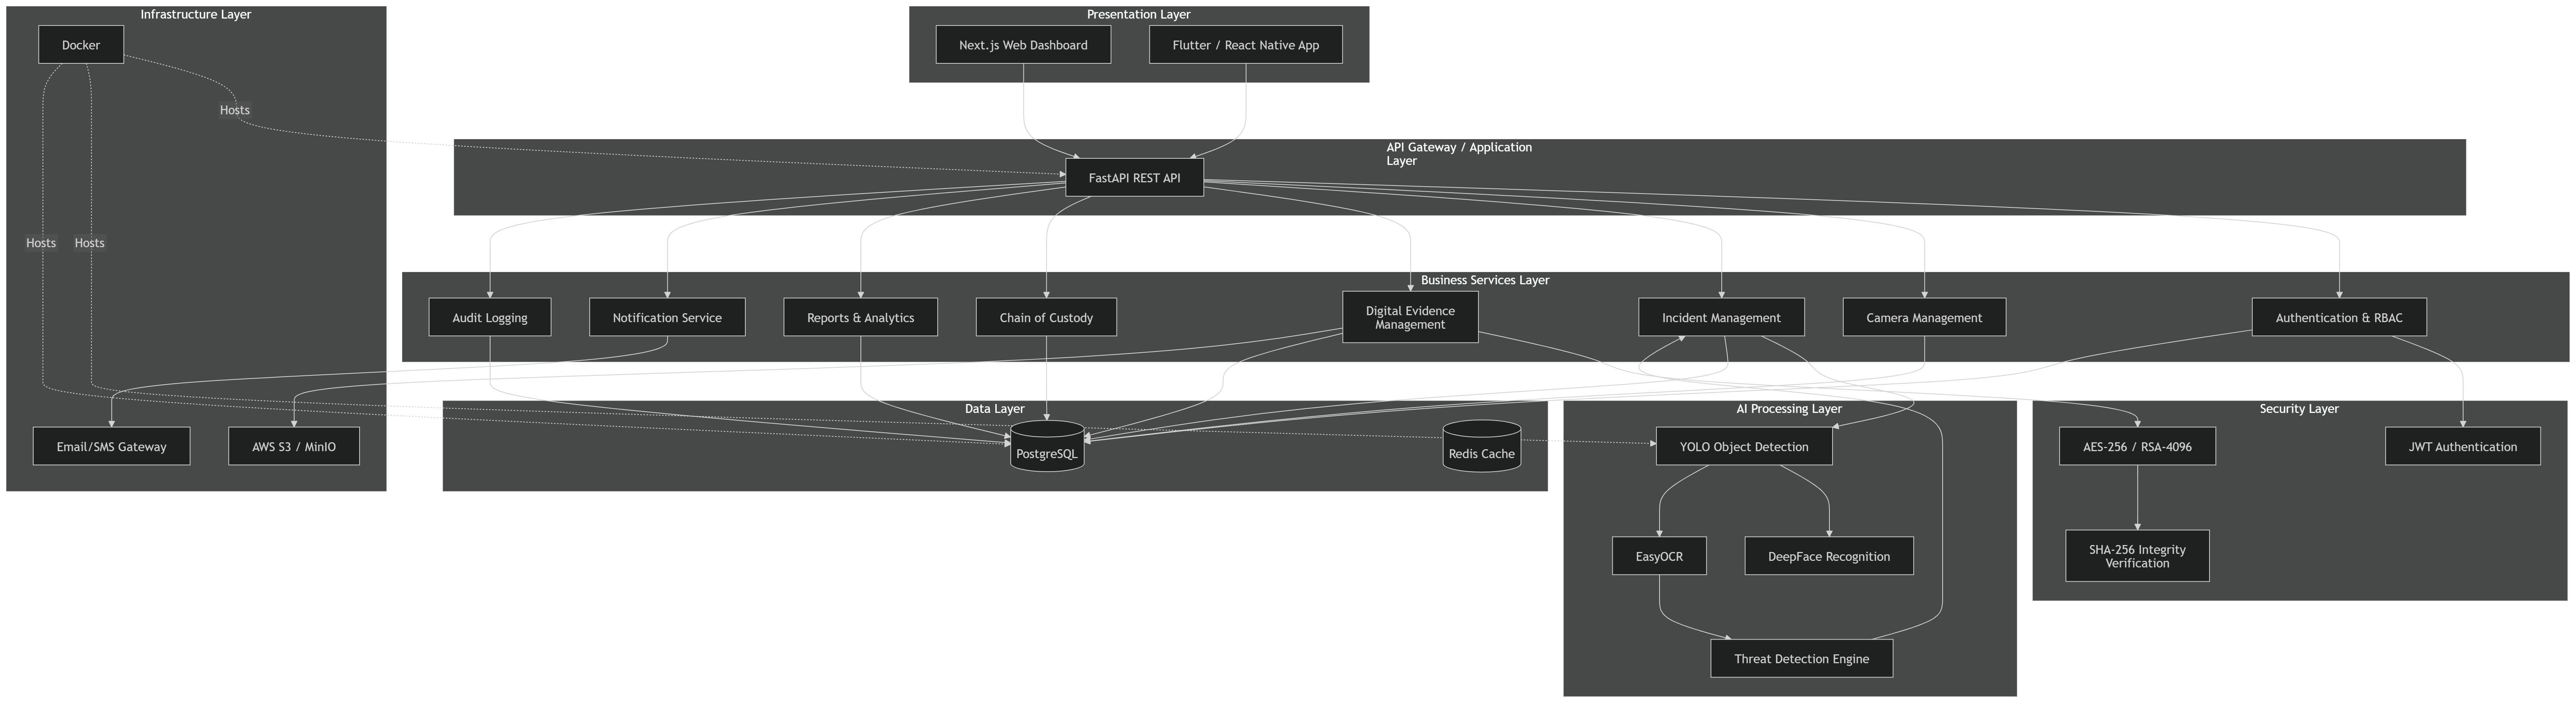 Infrastructure Layer
Docker
Hosts
Hosts
Hosts
Email/SMS Gateway
AWS S3 / MinIO
Presentation Layer
Next.js Web Dashboard
Flutter / React Native App
API Gateway / Application
Layer
FastAPI REST API
Business Services Layer
Audit Logging
Notification Service
Reports & Analytics
Chain of Custody
Digital Evidence
Management
Incident Management
Camera Management
Authentication & RBAC
Data Layer
PostgreSQL
Redis Cache
AI Processing Layer
YOLO Object Detection
EasyOCR
DeepFace Recognition
Threat Detection Engine
Security Layer
AES-256 / RSA-4096
JWT Authentication
SHA-256 Integrity
Verification